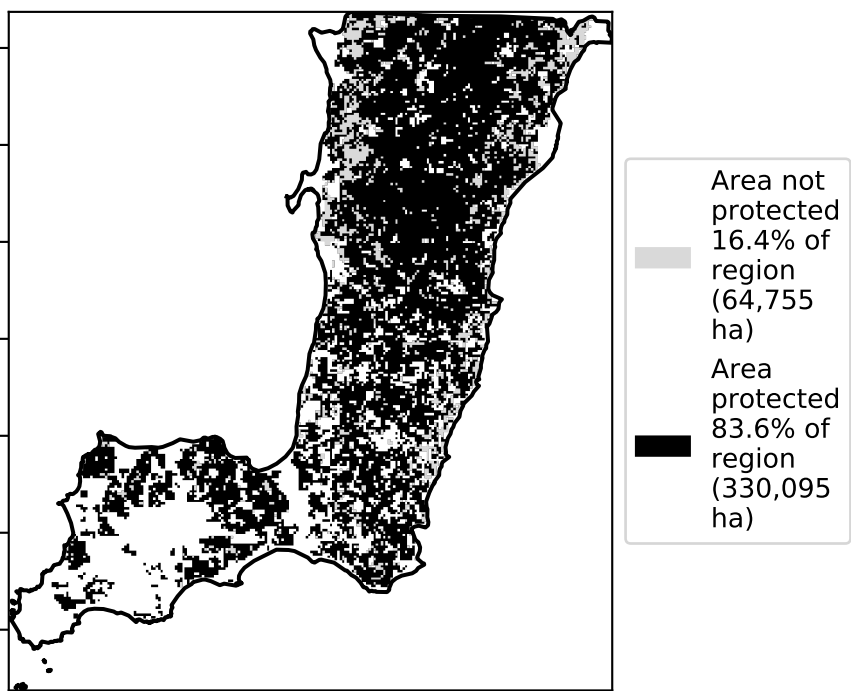 Area not
protected
16.4% of
region
(64,755
ha)
Area
protected
83.6% of
region
(330,095
ha)